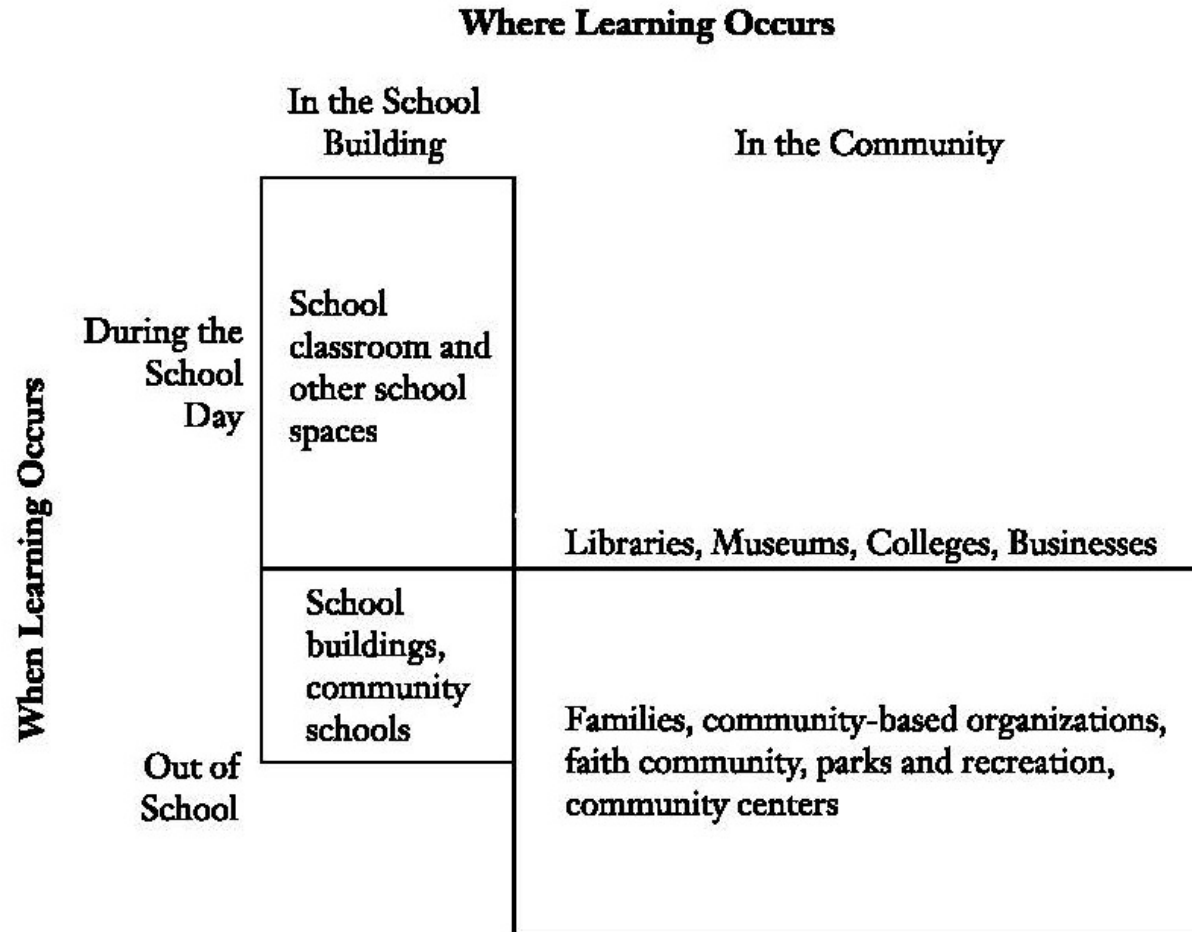 Where Learning Occurs
In the School
Building
In the Community
When Learning Occurs
During the
School
Day
School
classroom and
other school
spaces
Libraries, Museums, Colleges, Businesses
Out of
School
School
buildings,
community
schools
Families, community-based organizations,
faith community, parks and recreation,
community centers